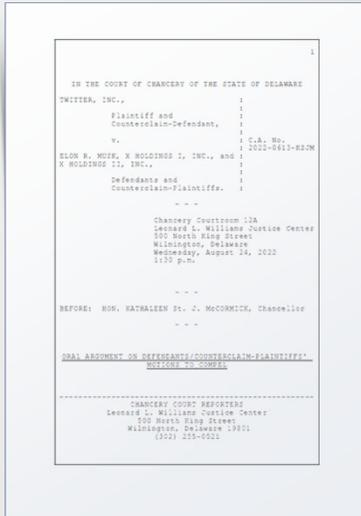 1
IN THE COURT OF CHANCERY OF THE STATE OF DELAWARE
TWITTER, INC., :
:
Plaintiff and :
Counterclaim-Defendant, :
:
v. : C.A. No.
: 2022-0613-KSJM
ELON R. MUSK, X HOLDINGS I, INC., and :
X HOLDINGS II, INC., :
:
Defendants and :
Counterclaim-Plaintiffs. :
- - -
Chancery Courtroom 12A
Leonard L. Williams Justice Center
500 North King Street
Wilmington, Delaware
Wednesday, August 24, 2022
1:30 p.m.
- - -
BEFORE: HON. KATHALEEN St. J. McCORMICK, Chancellor
- - -
ORAL ARGUMENT ON DEFENDANTS/COUNTERCLAIM-PLAINTIFFS'
MOTIONS TO COMPEL
CHANCERY COURT REPORTERS
Leonard L. Williams Justice Center
500 North King Street
Wilmington, Delaware 19801
(302) 255-0521